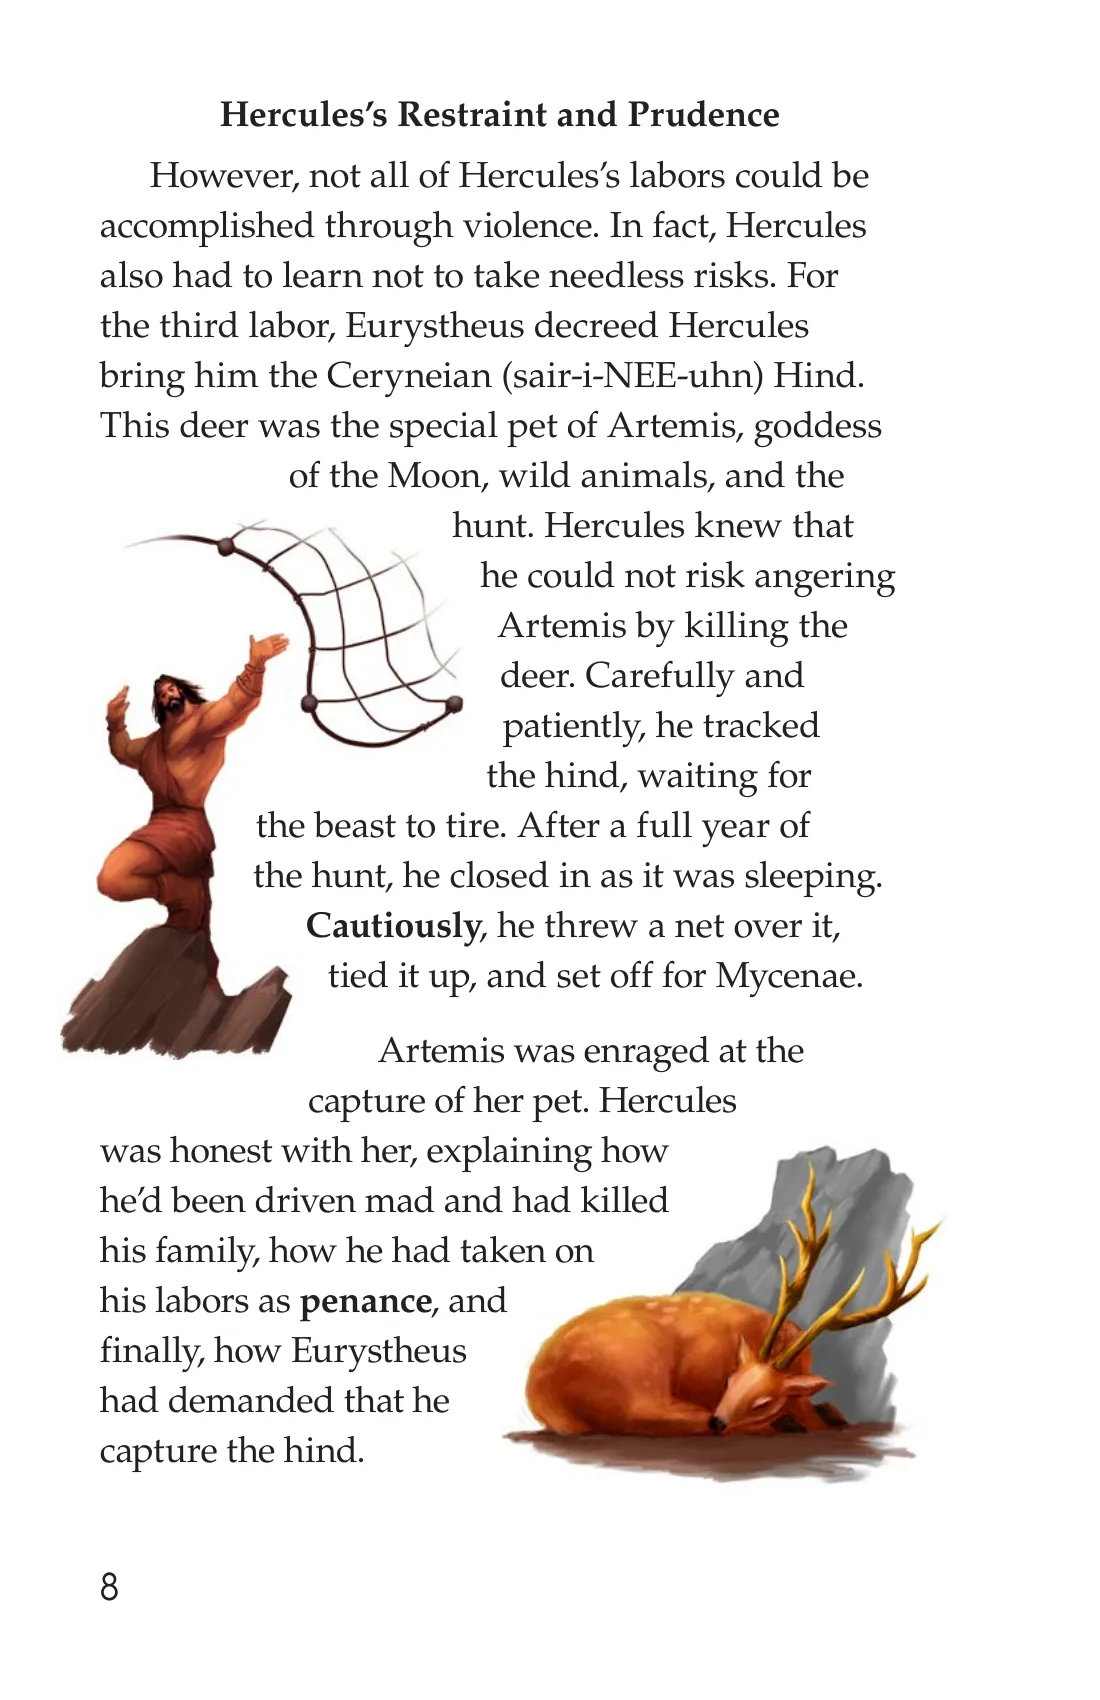 Hercules’s Restraint and Prudence
However, not all of Hercules’s labors could be
accomplished through violence. In fact, Hercules
also had to learn not to take needless risks. For
the third labor, Eurystheus decreed Hercules
bring him the Ceryneian (sair-i-NEE-uhn) Hind.
This deer was the special pet of Artemis, goddess
of the Moon, wild animals, and the
hunt. Hercules knew that
he could not risk angering
Artemis by killing the
deer. Carefully and
patiently, he tracked
the hind, waiting for
the beast to tire. After a full year of
the hunt, he closed in as it was sleeping.
Cautiously, he threw a net over it,
tied it up, and set off for Mycenae.
Artemis was enraged at the
capture of her pet. Hercules
was honest with her, explaining how
he’d been driven mad and had killed
his family, how he had taken on
his labors as penance, and
finally, how Eurystheus
had demanded that he
capture the hind.
8